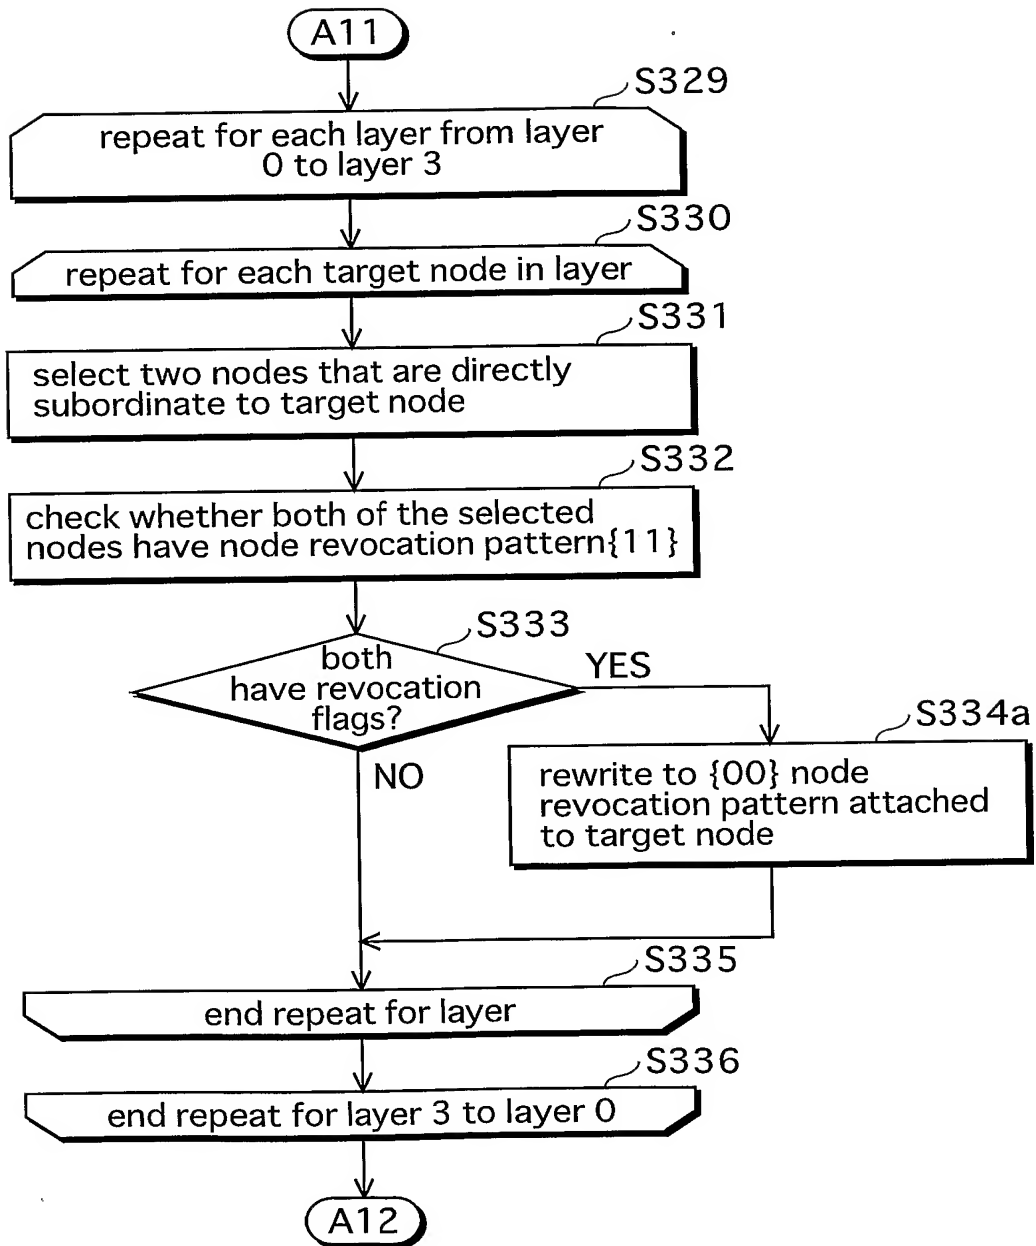 A11
S329
repeat for each layer from layer
0 to layer 3
S330
repeat for each target node in layer
S331
select two nodes that are directly
subordinate to target node
S332
check whether both of the selected
nodes have node revocation pattern{11}
S333
both
have revocation
flags?
YES
NO
S334a
rewrite to {00} node
revocation pattern attached
to target node
S335
end repeat for layer
S336
end repeat for layer 3 to layer 0
A12